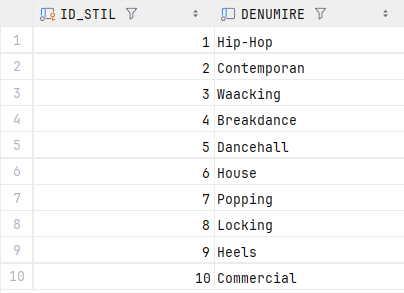 ID_STIL DENUMIRE
1 1 Hip-Hop
2 2 Contemporan
3 3 Waacking
4 4 Breakdance
5 5 Dancehall
6 6 House
7 7 Popping
8 8 Locking
9 9 Heels
10 10 Commercial